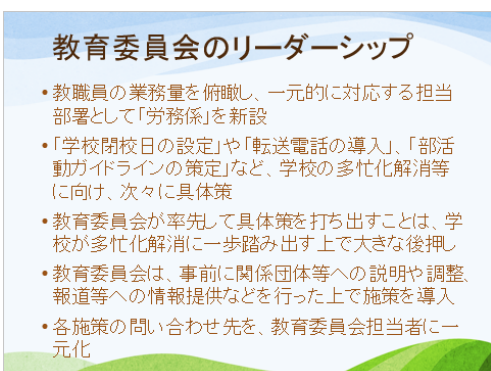 教育委員会のリーダーシップ
•教職員の業務量を俯瞰し、一元的に対応する担当
部署として「労務係」を新設
•「学校閉校日の設定」や「転送電話の導入」、「部活
動ガイドラインの策定」など、学校の多忙化解消等
に向け、次々に具体策
•教育委員会が率先して具体策を打ち出すことは、学
校が多忙化解消に一歩踏み出す上で大きな後押し
•教育委員会は、事前に関係団体等への説明や調整、
報道等への情報提供などを行った上で施策を導入
•各施策の問い合わせ先を、教育委員会担当者に一
元化